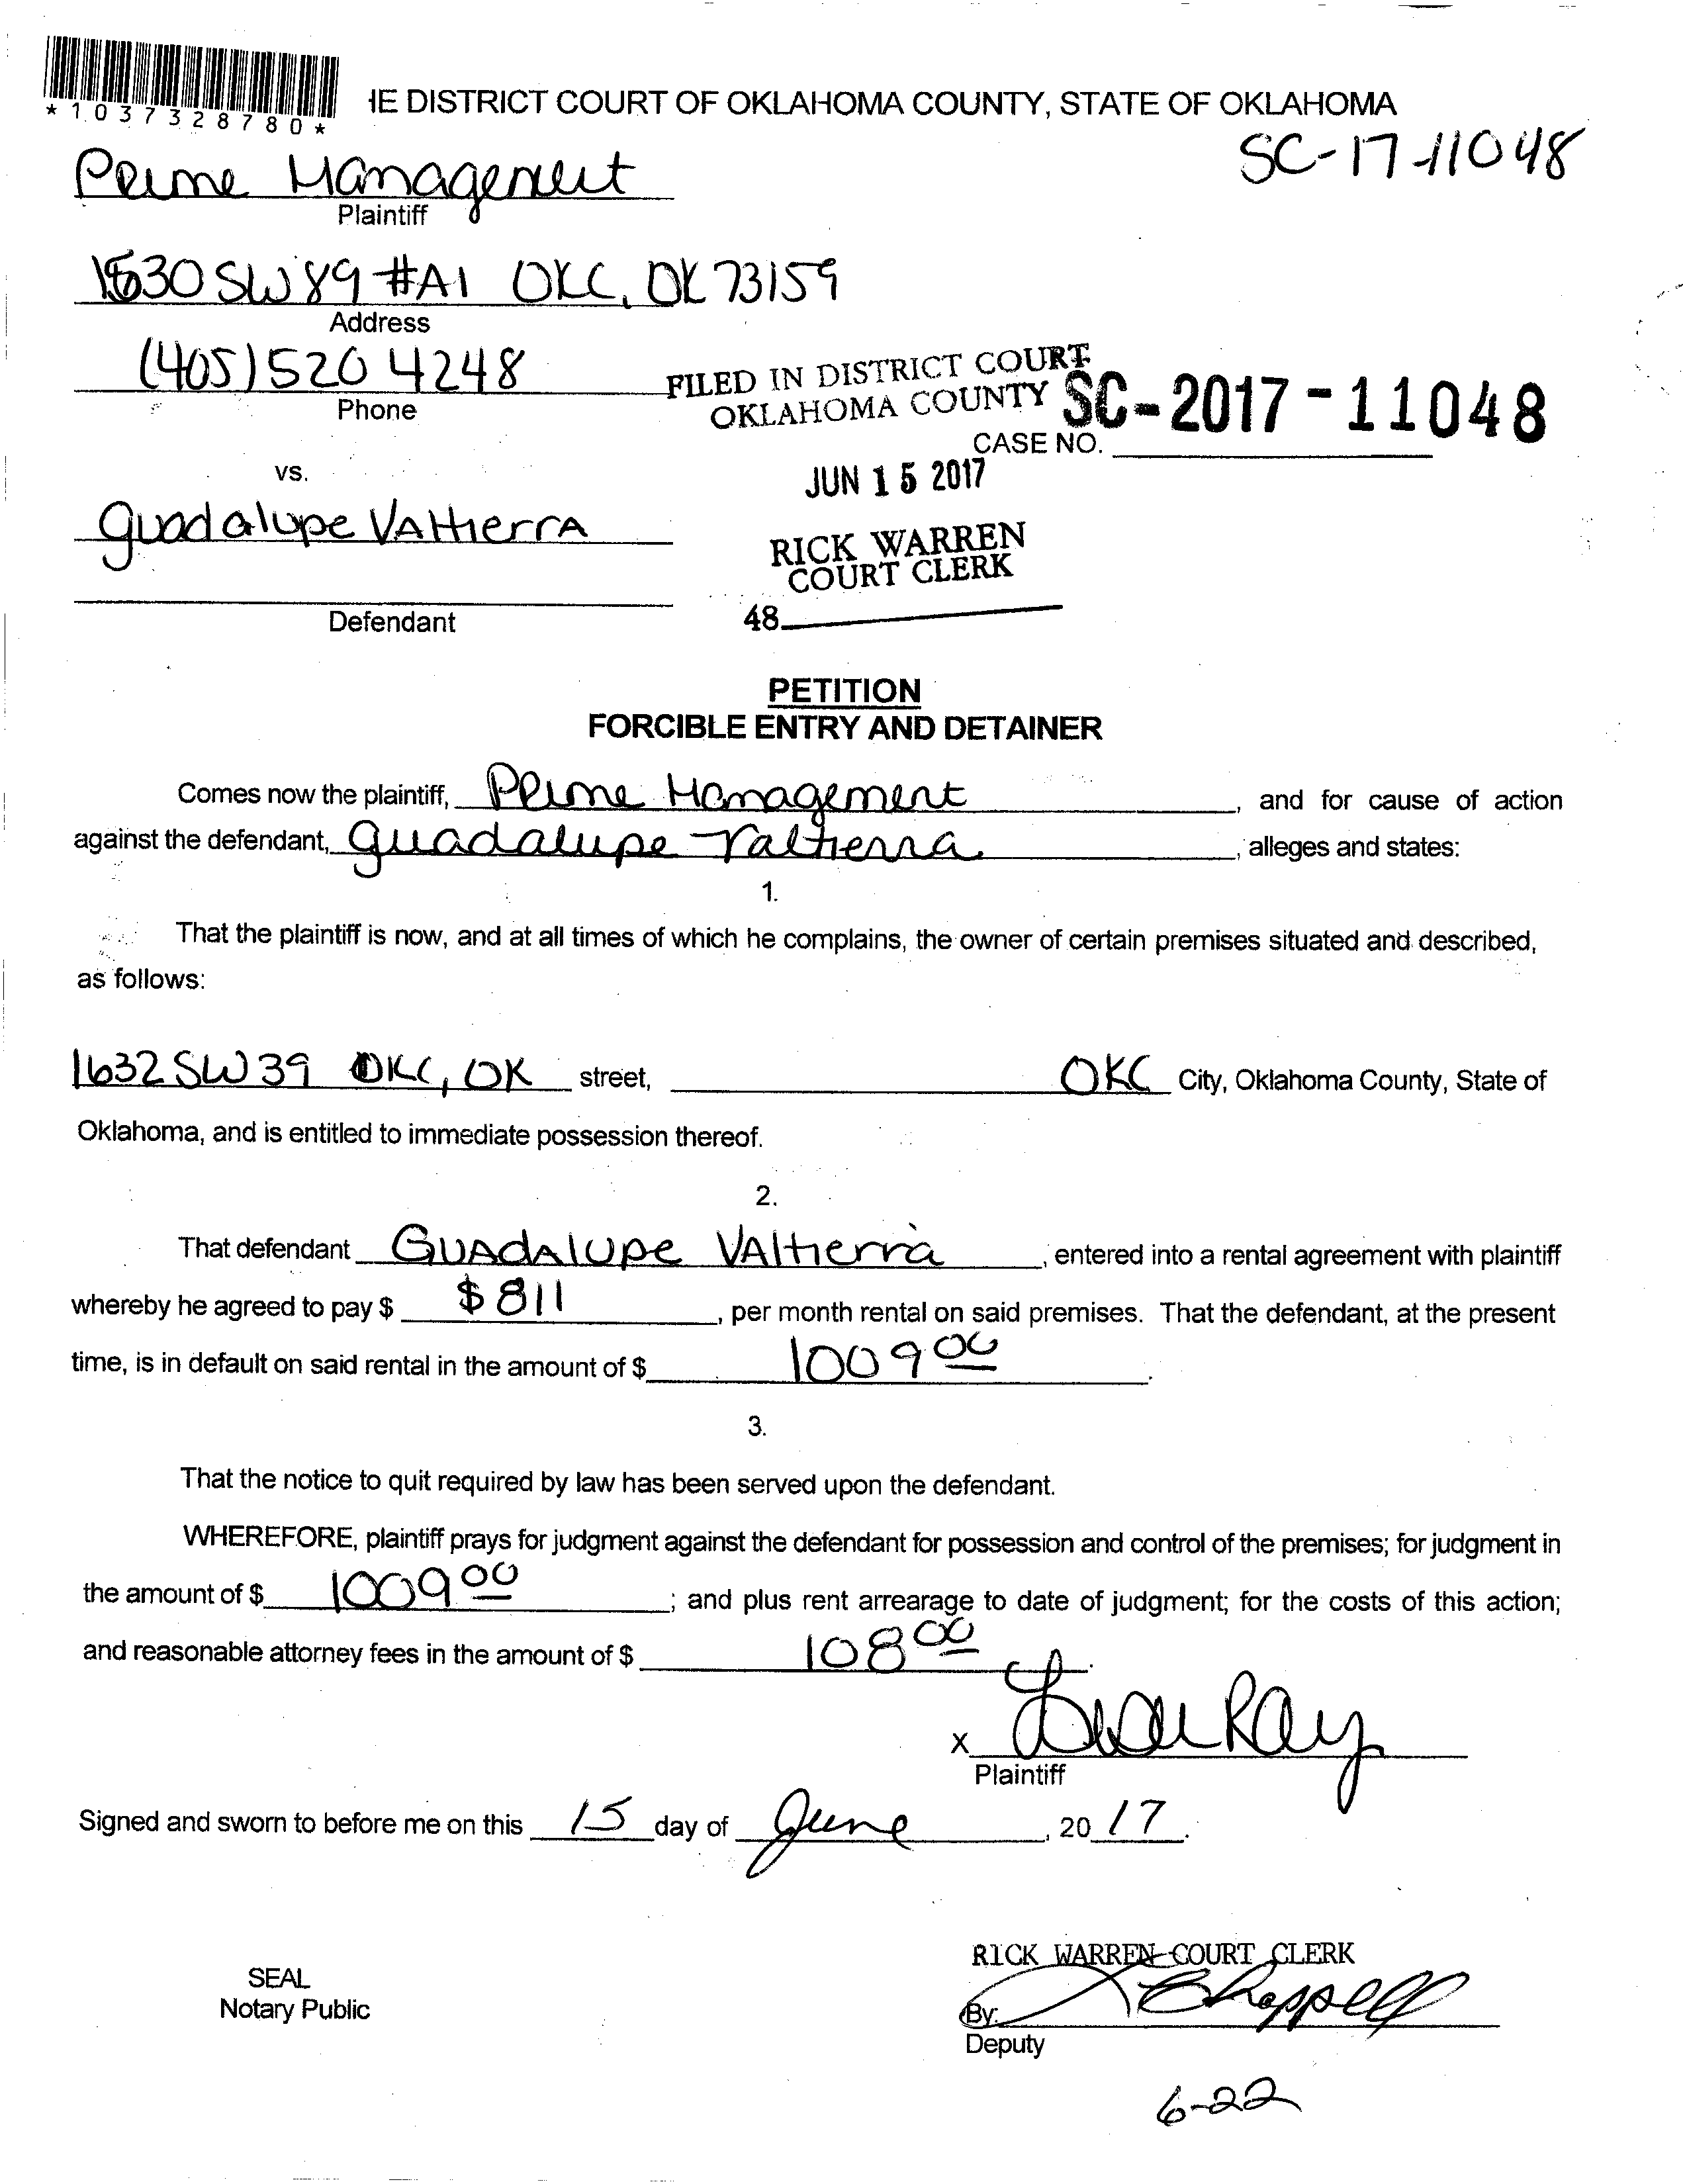 *1037328780*
HE DISTRICT COURT OF OKLAHOMA COUNTY, STATE OF OKLAHOMA
SC-17-11048
Prime Management
Plaintiff
SW 89 #A1 OKC, OK 73159
Address
(405) 520 4248
Phone
FILED IN DISTRICT COURT
OKLAHOMA COUNTY
SC-2017-11048
CASE NO.
JUN 15 2017
vs.
Guadalupe Valtierra
RICK WARREN
COURT CLERK
48
Defendant
PETITION
FORCIBLE ENTRY AND DETAINER
Comes now the plaintiff, Prime Management, and for cause of action
against the defendant, Guadalupe Valtierra, alleges and states:
1.
That the plaintiff is now, and at all times of which he complains, the owner of certain premises situated and described,
as follows:
1632 SW 39 OKC, OK street, OKC City, Oklahoma County, State of
Oklahoma, and is entitled to immediate possession thereof.
2.
That defendant Guadalupe Valtierra, entered into a rental agreement with plaintiff
whereby he agreed to pay $ $811, per month rental on said premises. That the defendant, at the present
time, is in default on said rental in the amount of $ 1009 00.
3.
That the notice to quit required by law has been served upon the defendant.
WHEREFORE, plaintiff prays for judgment against the defendant for possession and control of the premises; for judgment in
the amount of $ 1009 00; and plus rent arrearage to date of judgment; for the costs of this action;
and reasonable attorney fees in the amount of $ 108 00.
x Ray
Plaintiff
Signed and sworn to before me on this 15 day of June, 20 17.
RICK WARREN COURT CLERK
SEAL
Notary Public
By: Chappell
Deputy
6-22